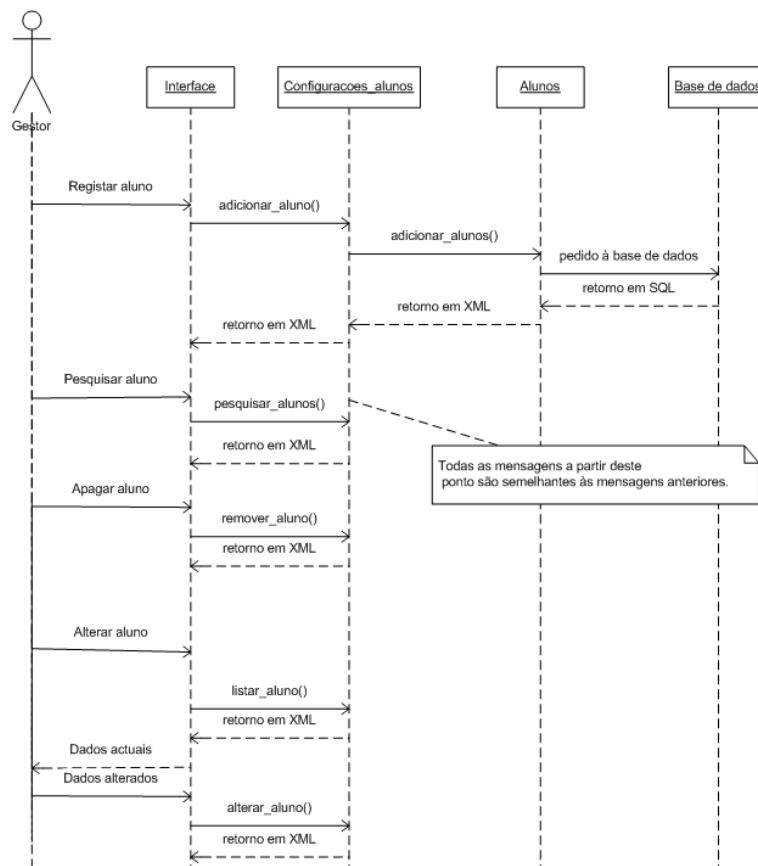 Gestor
Interface
Configuracoes_alunos
Alunos
Base de dados
Registar aluno
adicionar_aluno()
adicionar_alunos()
pedido à base de dados
retorno em SQL
retorno em XML
retorno em XML
Pesquisar aluno
pesquisar_alunos()
retorno em XML
Todas as mensagens a partir deste
ponto são semelhantes às mensagens anteriores.
Apagar aluno
remover_aluno()
retorno em XML
Alterar aluno
listar_aluno()
retorno em XML
Dados actuais
Dados alterados
alterar_aluno()
retorno em XML